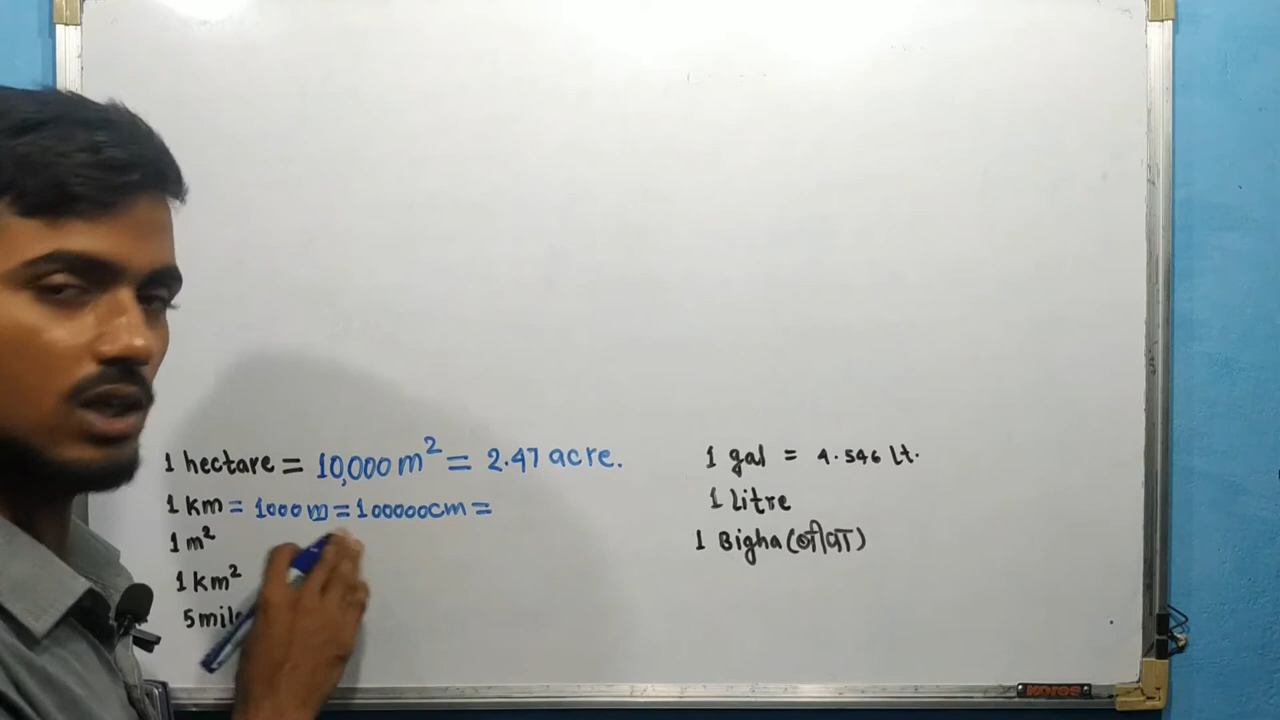 1 hectare = 10,000 m² = 2.47 acre.
1 km = 1000 m = 100000 cm =
1 m²
1 km²
5 mile
1 gal = 4.546 Lt.
1 Litre
1 Bigha (बीघा)
KOROS